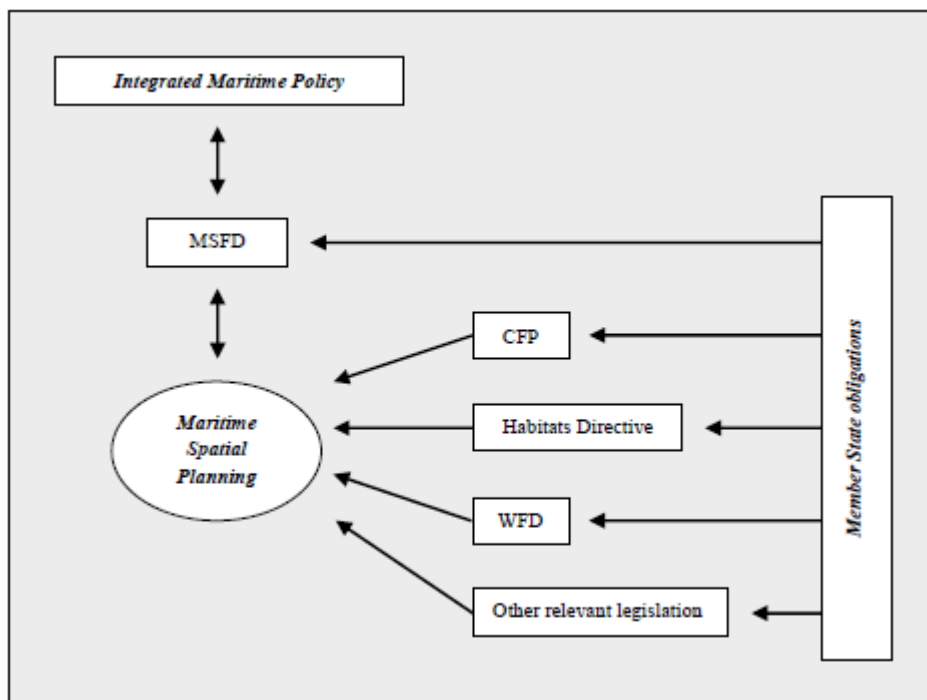 Integrated Maritime Policy
MSFD
CFP
Maritime
Spatial
Planning
Habitats Directive
WFD
Other relevant legislation
Member State obligations